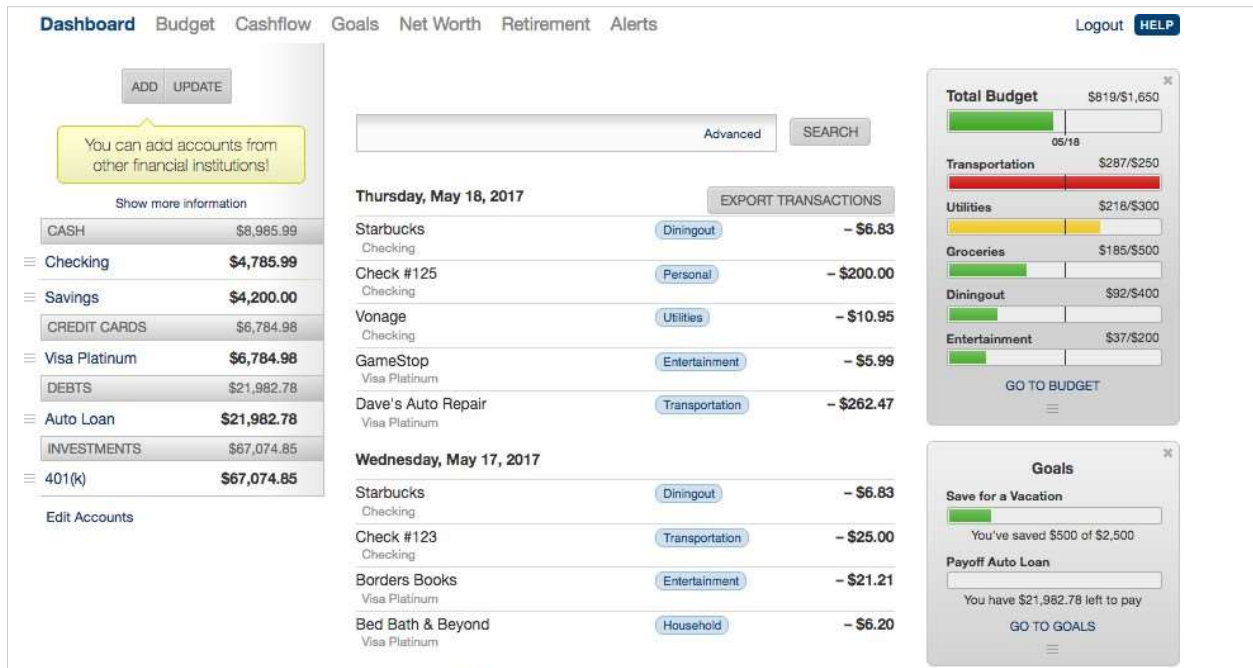 Dashboard Budget Cashflow Goals Net Worth Retirement Alerts
Logout HELP
ADD UPDATE
You can add accounts from
other financial institutions!
Show more information
CASH $8,985.99
Checking $4,785.99
Savings $4,200.00
CREDIT CARDS $6,784.98
Visa Platinum $6,784.98
DEBTS $21,982.78
Auto Loan $21,982.78
INVESTMENTS $67,074.85
401(k) $67,074.85
Edit Accounts
Advanced SEARCH
Thursday, May 18, 2017 EXPORT TRANSACTIONS
Starbucks Diningout – $6.83
Checking
Check #125 Personal – $200.00
Checking
Vonage Utilities – $10.95
Checking
GameStop Entertainment – $5.99
Visa Platinum
Dave's Auto Repair Transportation – $262.47
Visa Platinum
Wednesday, May 17, 2017
Starbucks Diningout – $6.83
Checking
Check #123 Transportation – $25.00
Checking
Borders Books Entertainment – $21.21
Visa Platinum
Bed Bath & Beyond Household – $6.20
Visa Platinum
Total Budget $819/$1,650
05/18
Transportation $287/$250
Utilities $218/$300
Groceries $185/$500
Diningout $92/$400
Entertainment $37/$200
GO TO BUDGET
Goals
Save for a Vacation
You've saved $500 of $2,500
Payoff Auto Loan
You have $21,982.78 left to pay
GO TO GOALS